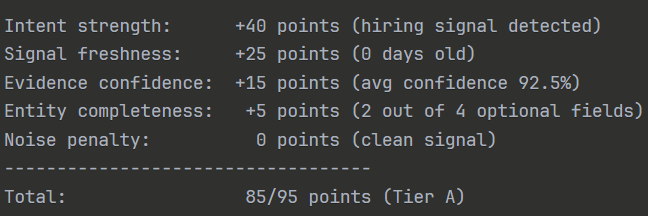 Intent strength:      +40 points (hiring signal detected)
Signal freshness:     +25 points (0 days old)
Evidence confidence:  +15 points (avg confidence 92.5%)
Entity completeness:   +5 points (2 out of 4 optional fields)
Noise penalty:          0 points (clean signal)
-----------------------------------
Total:                 85/95 points (Tier A)